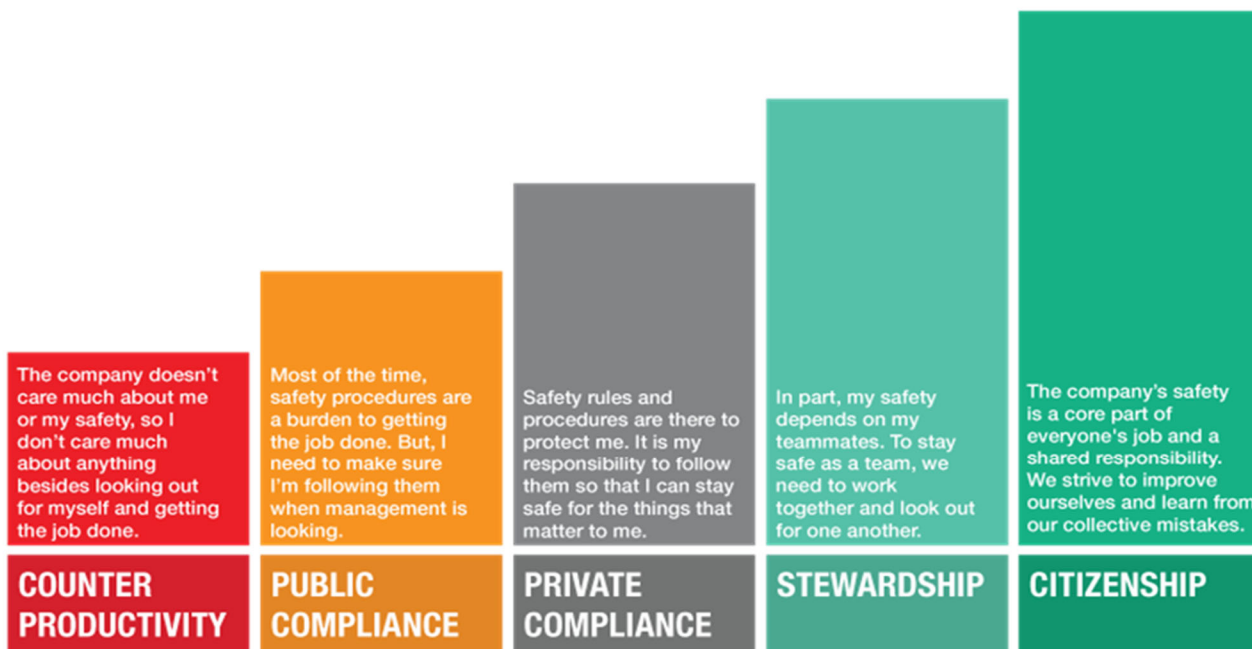 The company doesn't
care much about me
or my safety, so I
don't care much
about anything
besides looking out
for myself and getting
the job done.
COUNTER
PRODUCTIVITY
Most of the time,
safety procedures are
a burden to getting
the job done. But, I
need to make sure
I'm following them
when management is
looking.
PUBLIC
COMPLIANCE
Safety rules and
procedures are there to
protect me. It is my
responsibility to follow
them so that I can stay
safe for the things that
matter to me.
PRIVATE
COMPLIANCE
In part, my safety
depends on my
teammates. To stay
safe as a team, we
need to work
together and look out
for one another.
STEWARDSHIP
The company's safety
is a core part of
everyone's job and a
shared responsibility.
We strive to improve
ourselves and learn from
our collective mistakes.
CITIZENSHIP